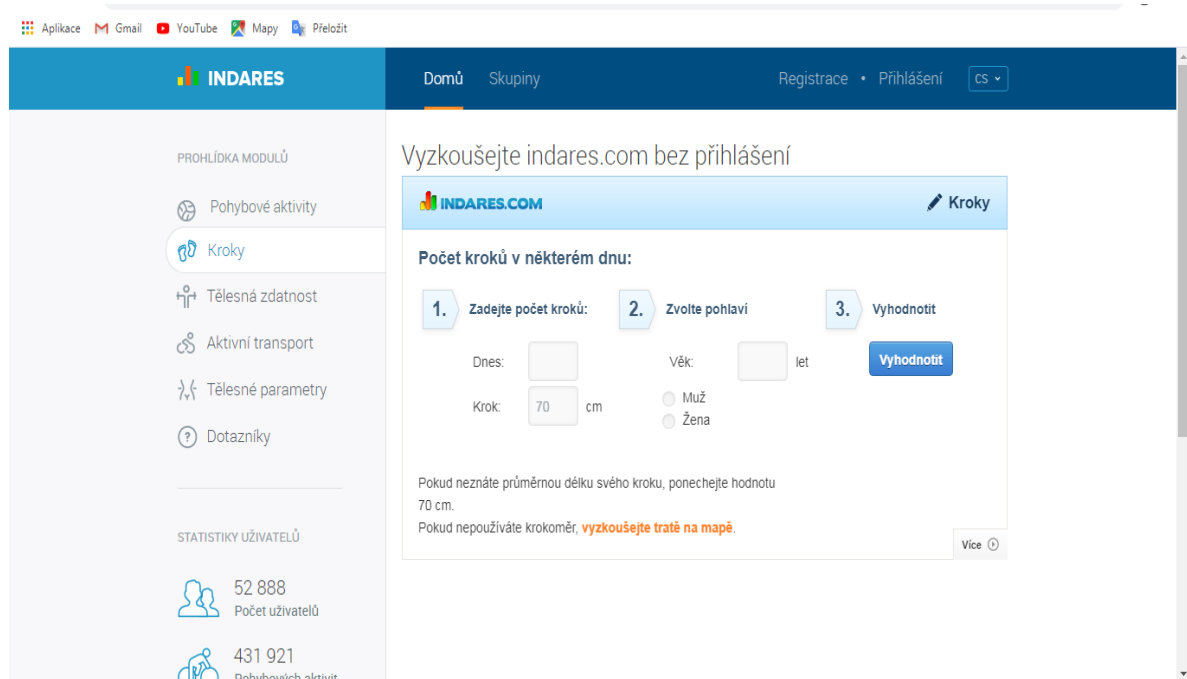 Aplikace Gmail YouTube Mapy Přeložit
INDARES
Domů Skupiny Registrace • Přihlášení CS
PROHLÍDKA MODULŮ
Pohybové aktivity
Kroky
Tělesná zdatnost
Aktivní transport
Tělesné parametry
Dotazníky
STATISTIKY UŽIVATELŮ
52 888
Počet uživatelů
431 921
Pohybových aktivit
Vyzkoušejte indares.com bez přihlášení
INDARES.COM Kroky
Počet kroků v některém dnu:
1. Zadejte počet kroků: 2. Zvolte pohlaví 3. Vyhodnotit
Dnes: Věk: let Vyhodnotit
Krok: 70 cm Muž
Žena
Pokud neznáte průměrnou délku svého kroku, ponechejte hodnotu
70 cm.
Pokud nepoužíváte krokoměr, vyzkoušejte tratě na mapě.
Více